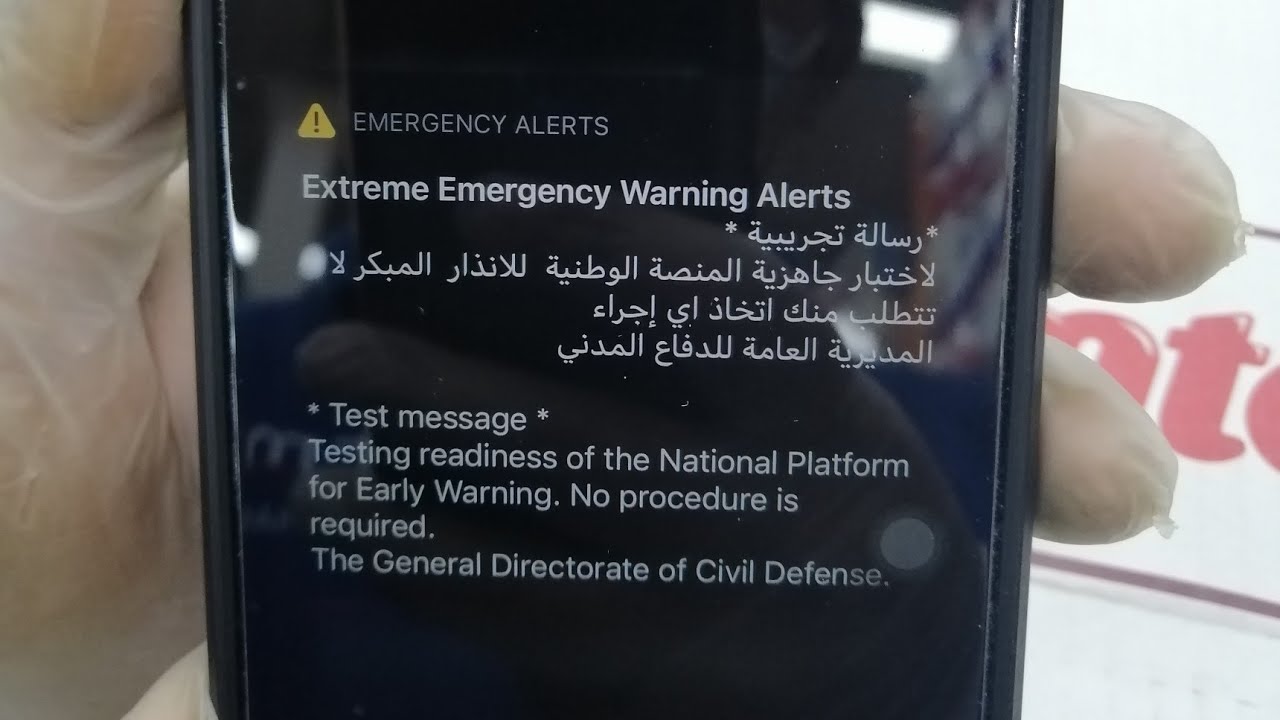 EMERGENCY ALERTS
Extreme Emergency Warning Alerts
*رسالة تجريبية *
لاختبار جاهزية المنصة الوطنية للانذار المبكر لا
تتطلب منك اتخاذ اي إجراء
المديرية العامة للدفاع المدني
* Test message *
Testing readiness of the National Platform
for Early Warning. No procedure is
required.
The General Directorate of Civil Defense.